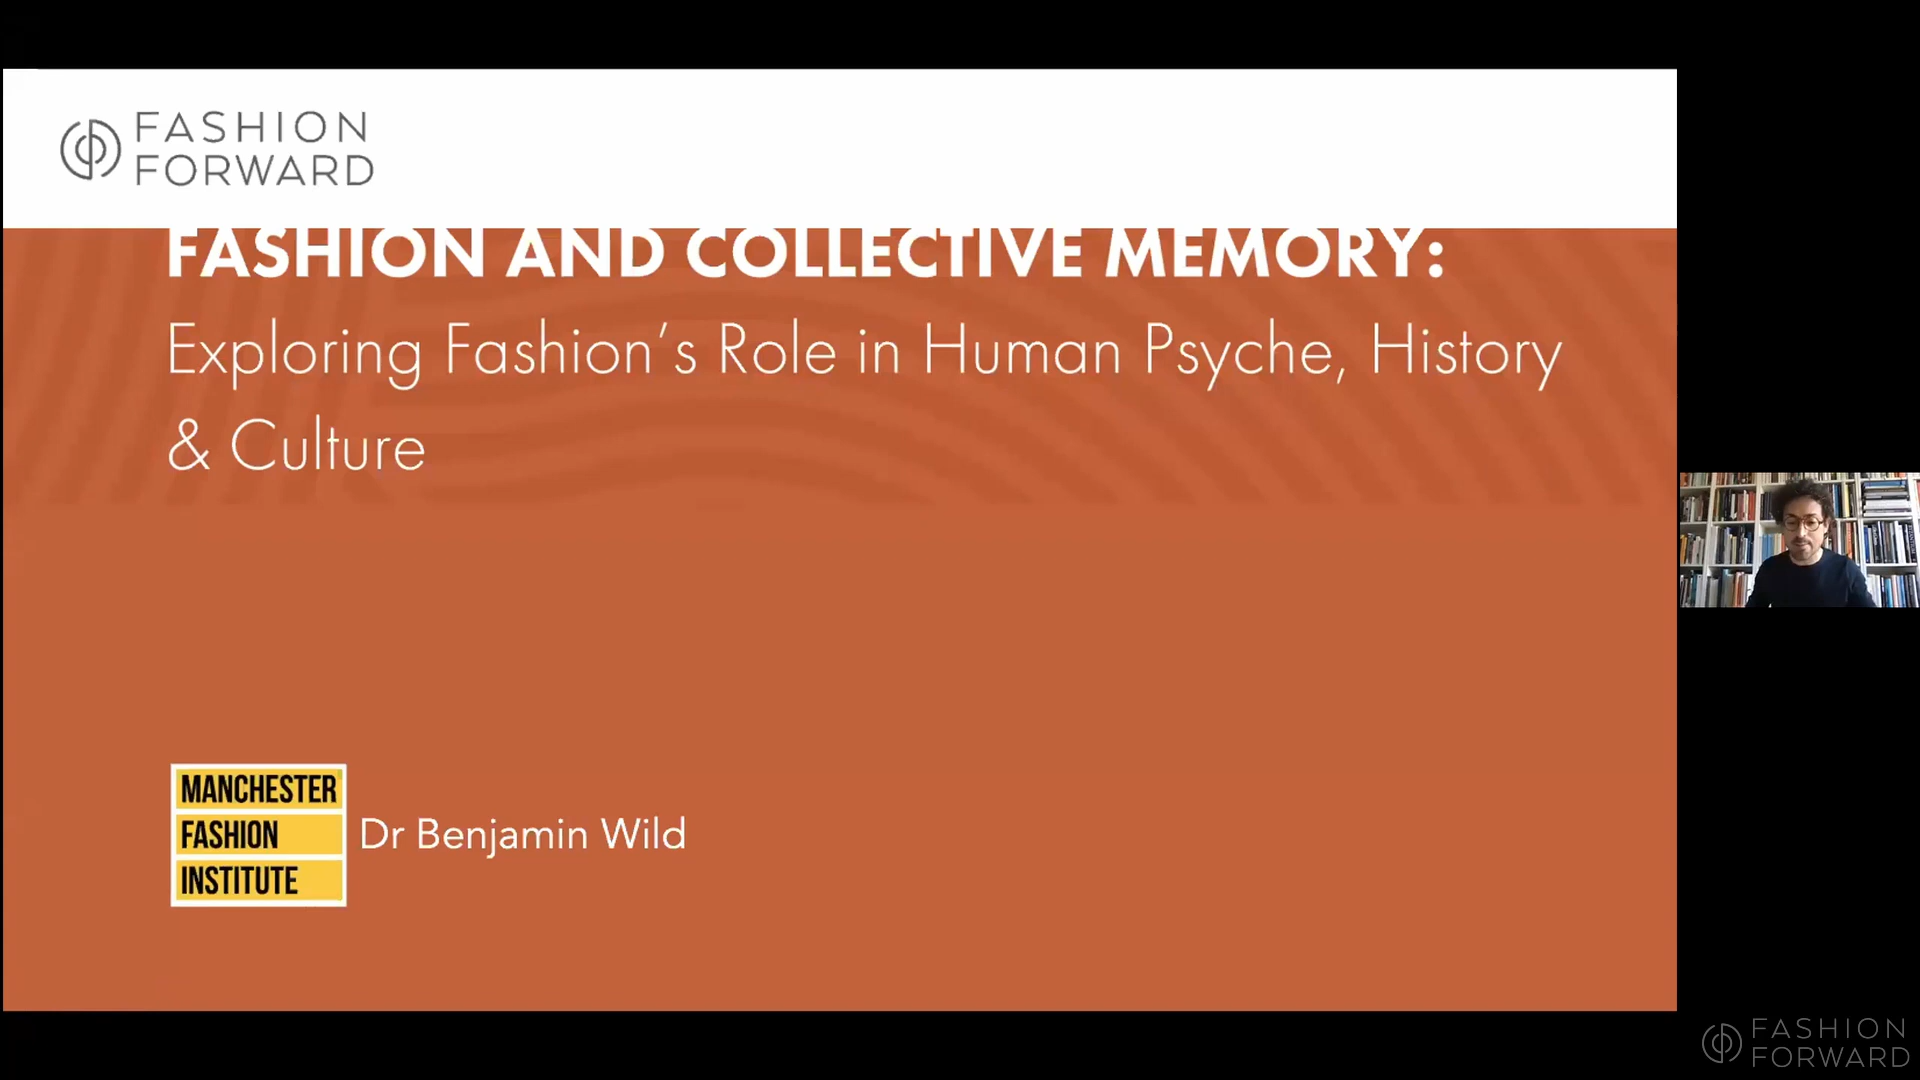 FASHION
FORWARD
FASHION AND COLLECTIVE MEMORY:
Exploring Fashion’s Role in Human Psyche, History
& Culture
MANCHESTER
FASHION
INSTITUTE
Dr Benjamin Wild
FASHION
FORWARD